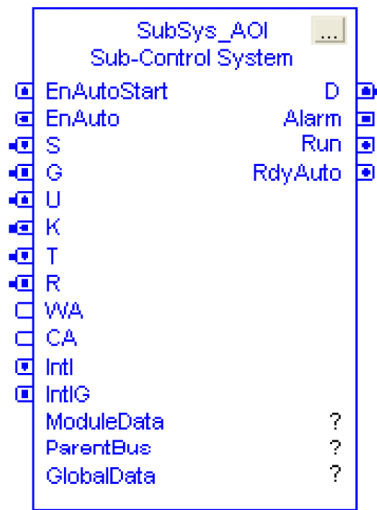 SubSys_AOI ...
Sub-Control System
EnAutoStart D
EnAuto Alarm
S Run
G RdyAuto
U
K
T
R
WA
CA
Intl
IntlG
ModuleData ?
ParentBus ?
GlobalData ?